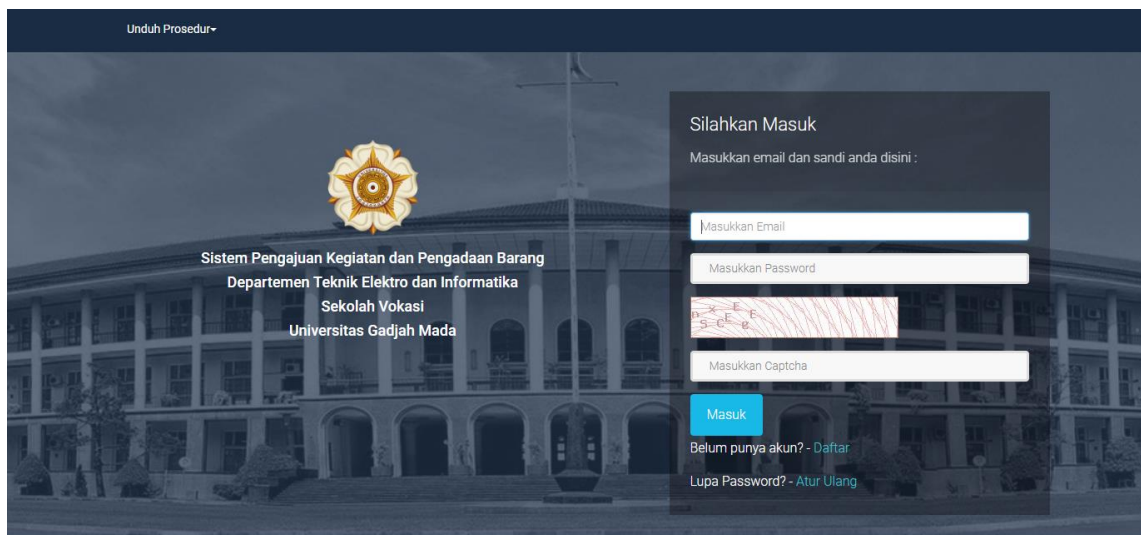 Unduh Prosedur
Sistem Pengajuan Kegiatan dan Pengadaan Barang
Departemen Teknik Elektro dan Informatika
Sekolah Vokasi
Universitas Gadjah Mada
Silahkan Masuk
Masukkan email dan sandi anda disini :
Masukkan Email
Masukkan Password
Masukkan Captcha
Masuk
Belum punya akun? - Daftar
Lupa Password? - Atur Ulang